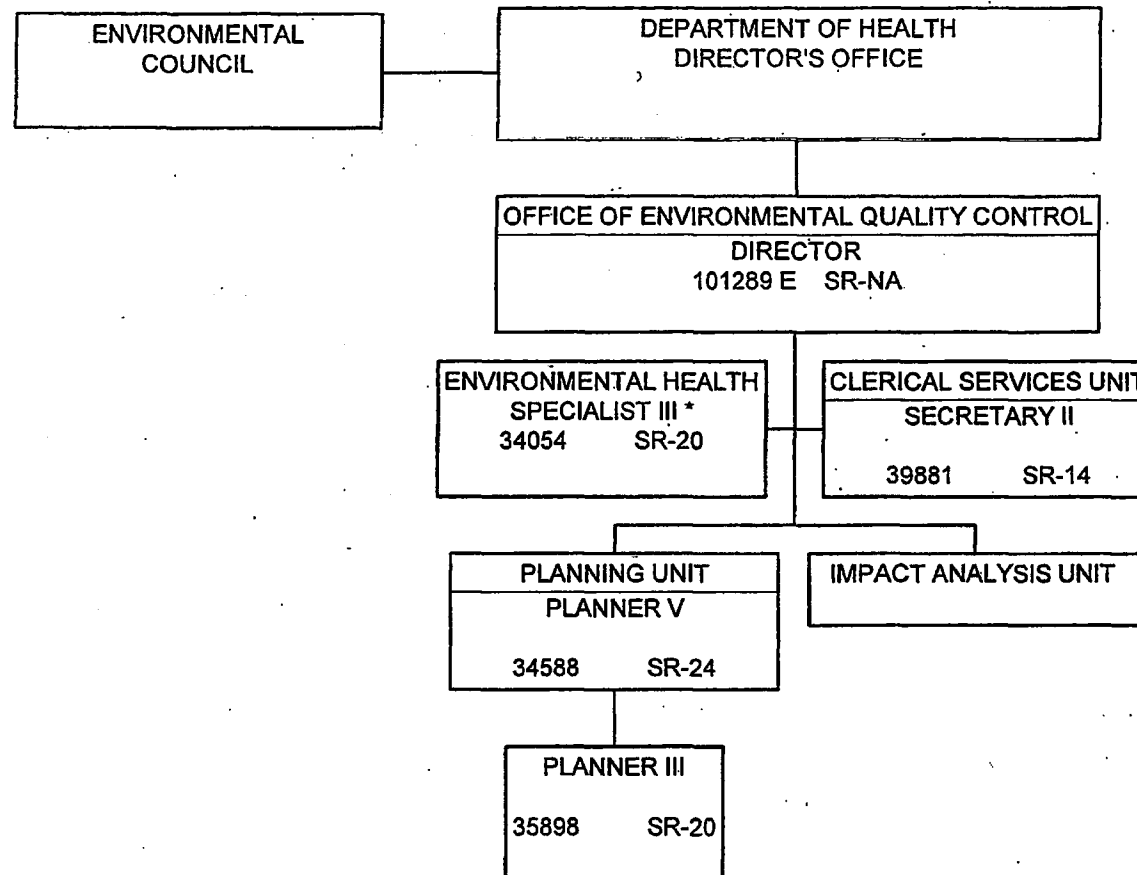 ENVIRONMENTAL
COUNCIL
DEPARTMENT OF HEALTH
DIRECTOR'S OFFICE
OFFICE OF ENVIRONMENTAL QUALITY CONTROL
DIRECTOR
101289 E SR-NA
ENVIRONMENTAL HEALTH
SPECIALIST III *
34054 SR-20
CLERICAL SERVICES UNIT
SECRETARY II
39881 SR-14
PLANNING UNIT
PLANNER V
34588 SR-24
IMPACT ANALYSIS UNIT
PLANNER III
35898 SR-20